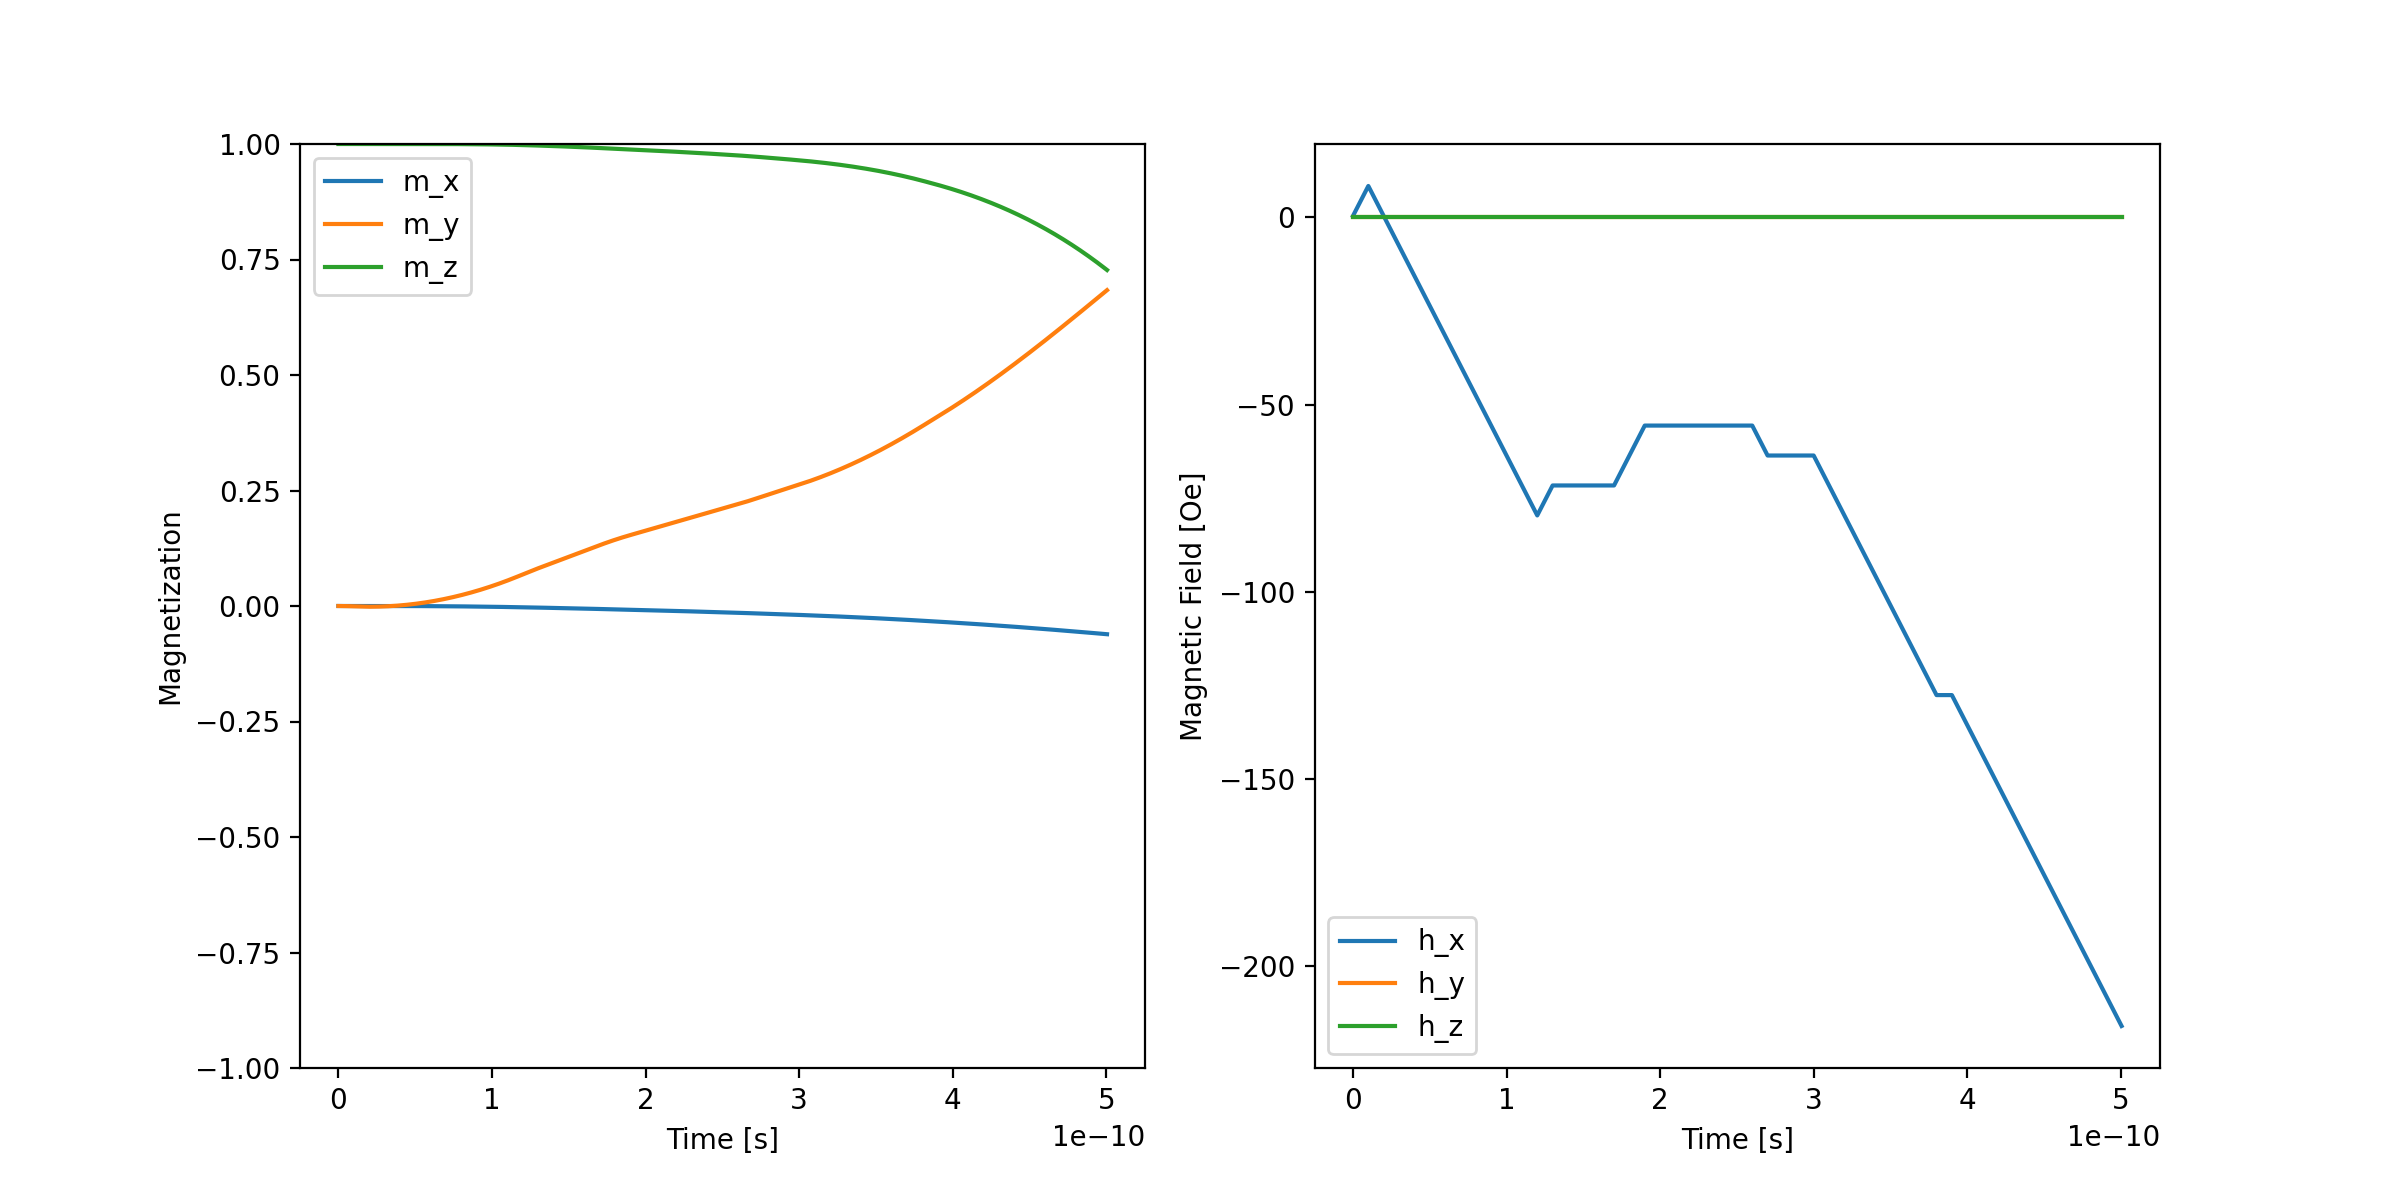 1.00
0.75
0.50
0.25
0.00
−0.25
−0.50
−0.75
−1.00
Magnetization
m_x
m_y
m_z
0 1 2 3 4 5
Time [s]
1e−10
0
−50
−100
−150
−200
Magnetic Field [Oe]
h_x
h_y
h_z
0 1 2 3 4 5
Time [s]
1e−10